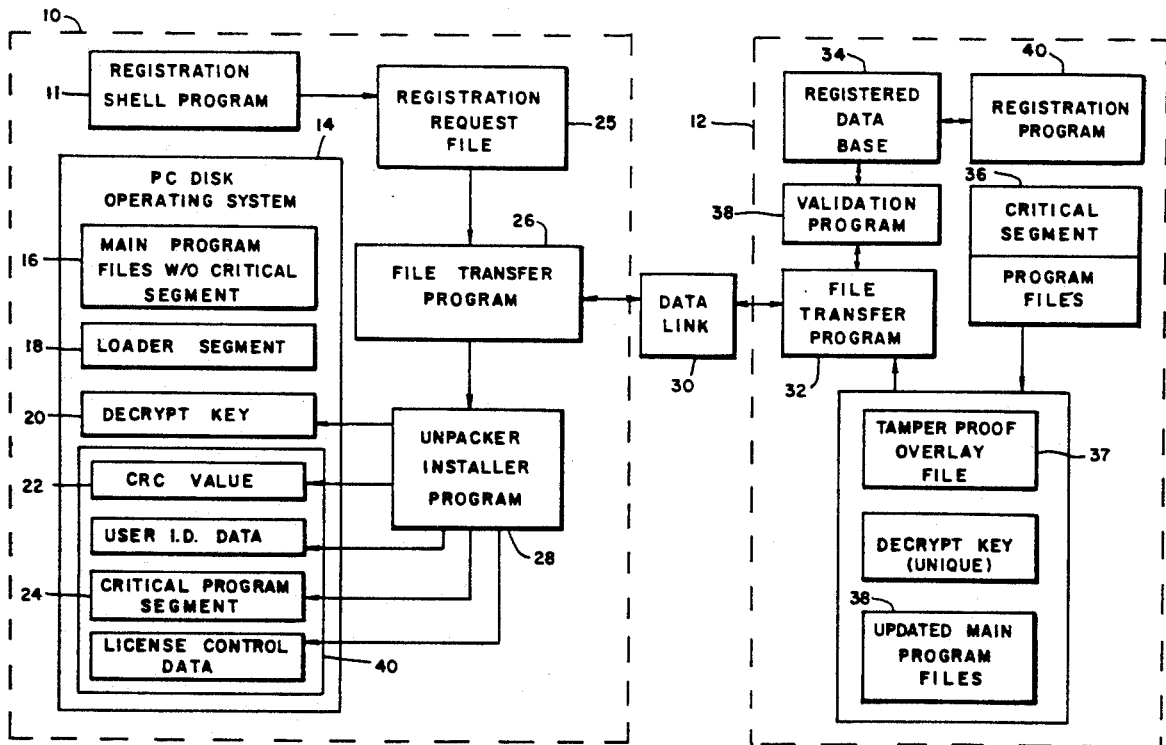 10
REGISTRATION
SHELL PROGRAM
11
REGISTRATION
REQUEST
FILE
25
14
PC DISK
OPERATING SYSTEM
16
MAIN PROGRAM
FILES W/O CRITICAL
SEGMENT
18
LOADER SEGMENT
20
DECRYPT KEY
22
CRC VALUE
USER I.D. DATA
24
CRITICAL PROGRAM
SEGMENT
LICENSE CONTROL
DATA
40
26
FILE TRANSFER
PROGRAM
UNPACKER
INSTALLER
PROGRAM
28
DATA
LINK
30
12
34
REGISTERED
DATA
BASE
40
REGISTRATION
PROGRAM
38
VALIDATION
PROGRAM
36
CRITICAL
SEGMENT
PROGRAM
FILES
FILE
TRANSFER
PROGRAM
32
TAMPER PROOF
OVERLAY
FILE
37
DECRYPT KEY
(UNIQUE)
38
UPDATED MAIN
PROGRAM
FILES